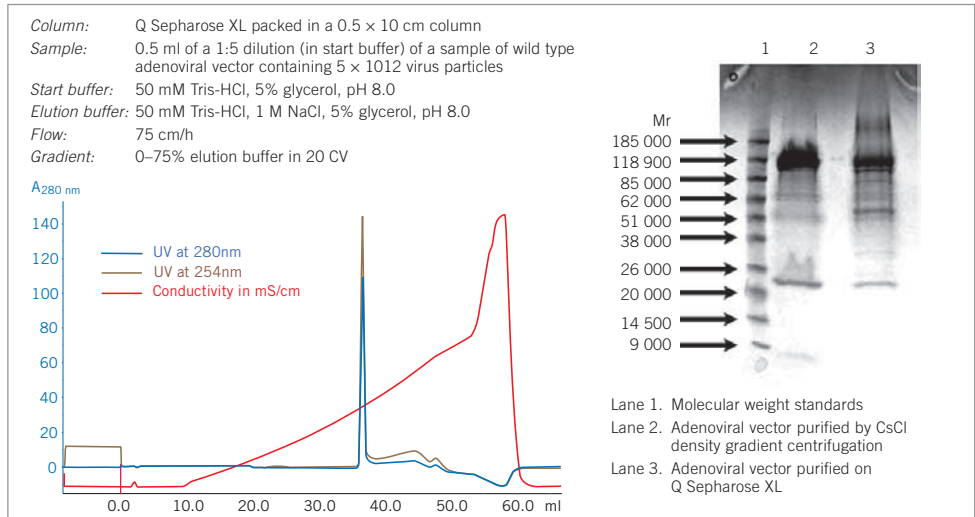 Column: Q Sepharose XL packed in a 0.5 × 10 cm column
Sample: 0.5 ml of a 1:5 dilution (in start buffer) of a sample of wild type
adenoviral vector containing 5 × 1012 virus particles
Start buffer: 50 mM Tris-HCl, 5% glycerol, pH 8.0
Elution buffer: 50 mM Tris-HCl, 1 M NaCl, 5% glycerol, pH 8.0
Flow: 75 cm/h
Gradient: 0–75% elution buffer in 20 CV
A280 nm
140
120
100
80
60
40
20
0
UV at 280nm
UV at 254nm
Conductivity in mS/cm
0.0 10.0 20.0 30.0 40.0 50.0 60.0 ml
1 2 3
Mr
185 000
118 900
85 000
62 000
51 000
38 000
26 000
20 000
14 500
9 000
Lane 1. Molecular weight standards
Lane 2. Adenoviral vector purified by CsCl
density gradient centrifugation
Lane 3. Adenoviral vector purified on
Q Sepharose XL